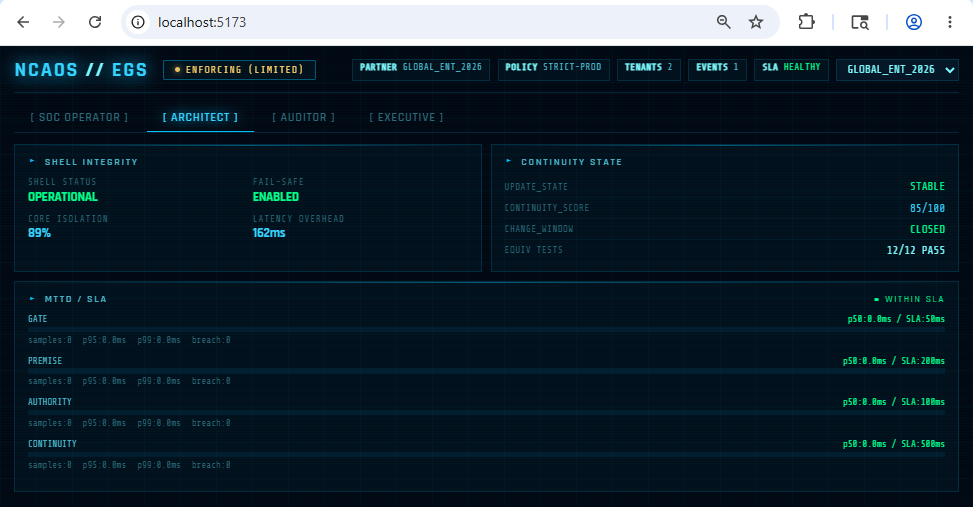 localhost:5173
NCAOS // EGS
ENFORCING (LIMITED)
PARTNER GLOBAL_ENT_2026
POLICY STRICT-PROD
TENANTS 2
EVENTS 1
SLA HEALTHY
GLOBAL_ENT_2026
[ SOC OPERATOR ]
[ ARCHITECT ]
[ AUDITOR ]
[ EXECUTIVE ]
SHELL INTEGRITY
SHELL STATUS
OPERATIONAL
FAIL-SAFE
ENABLED
CORE ISOLATION
89%
LATENCY OVERHEAD
162ms
CONTINUITY STATE
UPDATE_STATE STABLE
CONTINUITY_SCORE 85/100
CHANGE_WINDOW CLOSED
EQUIV TESTS 12/12 PASS
MTTD / SLA
WITHIN SLA
GATE p50:0.0ms / SLA:50ms
samples:0 p95:0.0ms p99:0.0ms breach:0
PREMISE p50:0.0ms / SLA:200ms
samples:0 p95:0.0ms p99:0.0ms breach:0
AUTHORITY p50:0.0ms / SLA:100ms
samples:0 p95:0.0ms p99:0.0ms breach:0
CONTINUITY p50:0.0ms / SLA:500ms
samples:0 p95:0.0ms p99:0.0ms breach:0